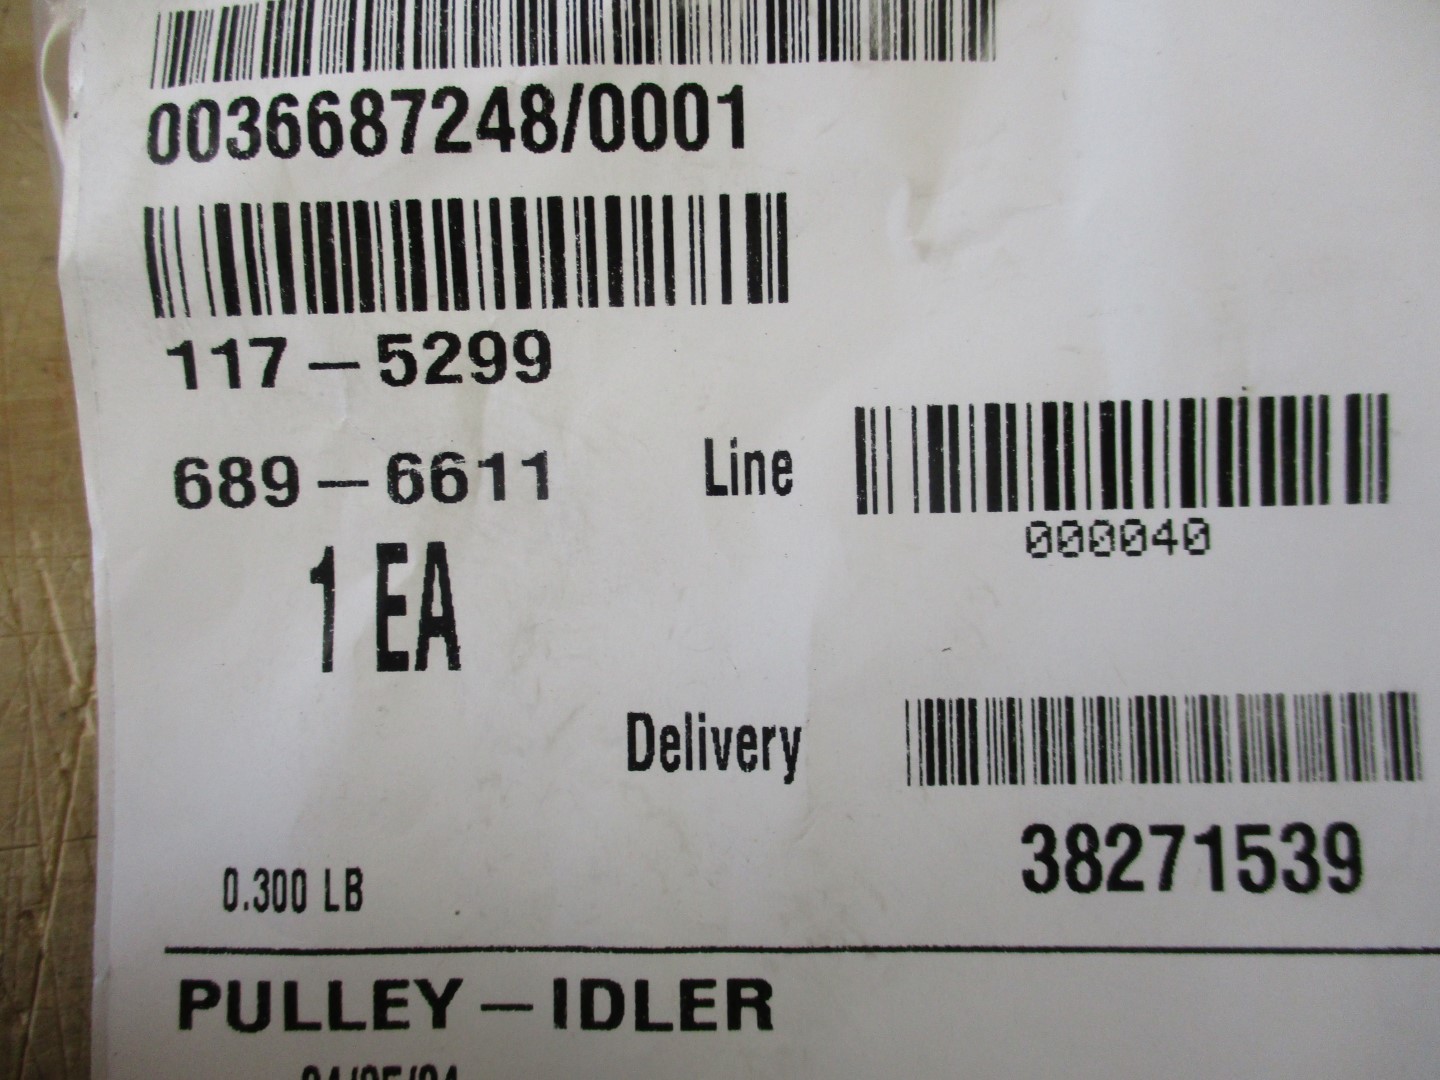 0036687248/0001
117-5299
689-6611 Line
000040
1 EA
Delivery
38271539
0.300 LB
PULLEY-IDLER